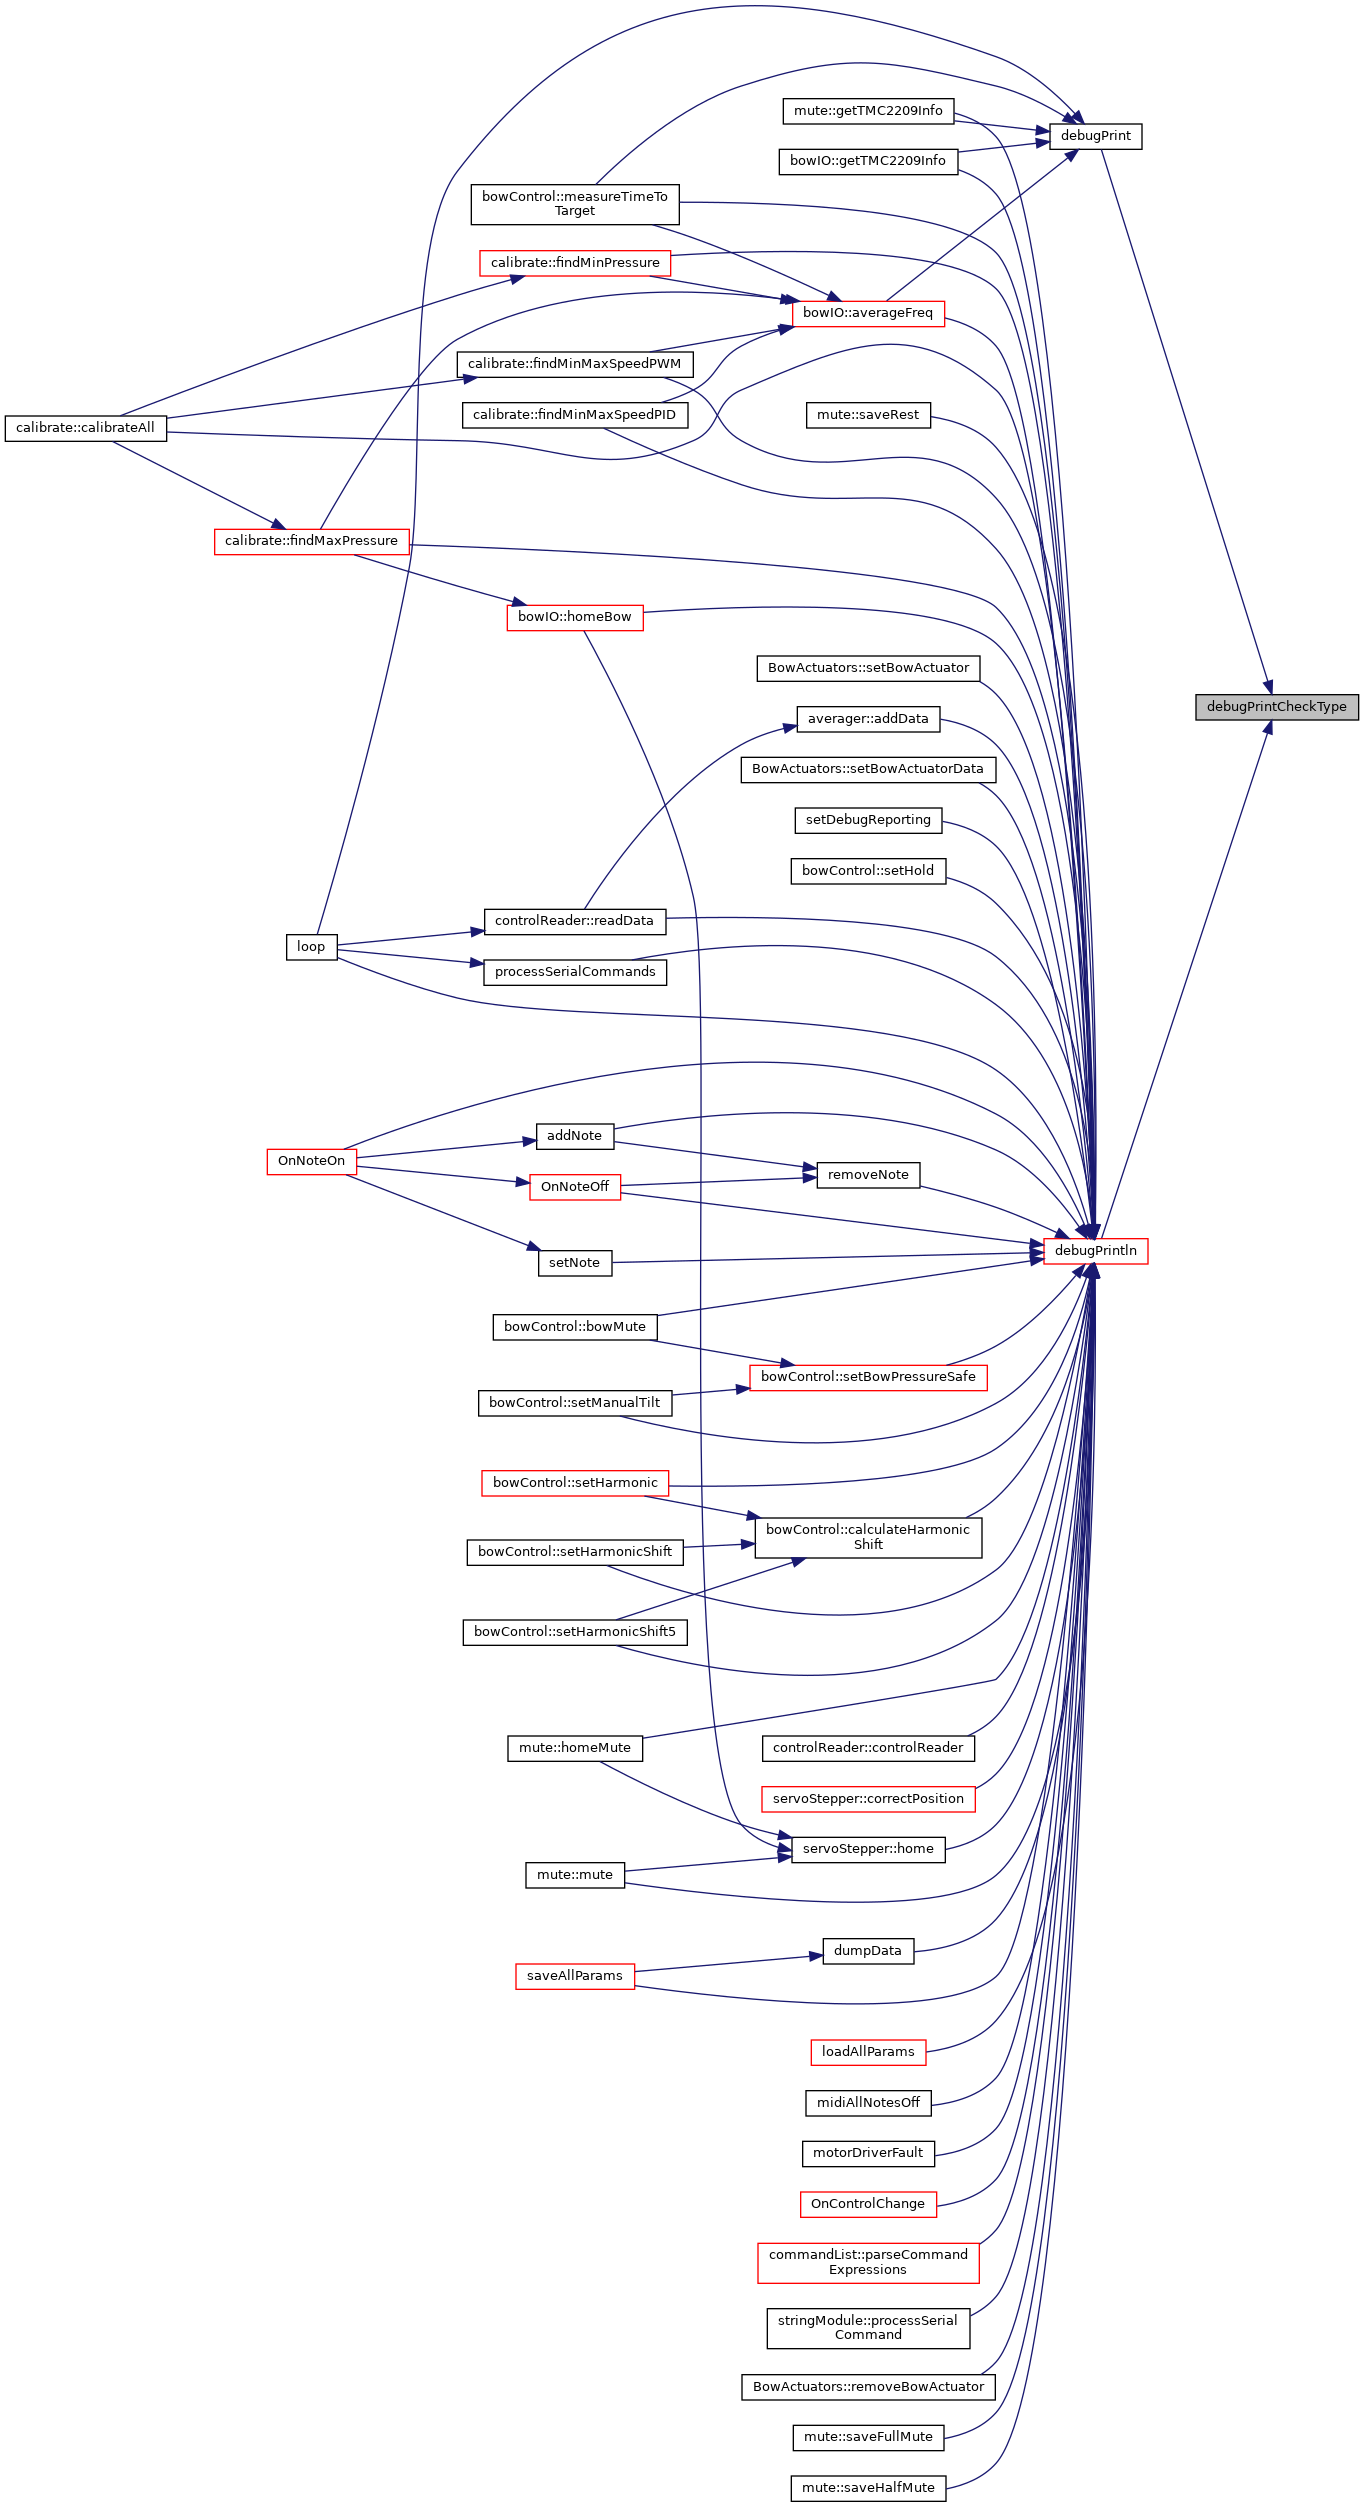 mute::getTMC2209Info
debugPrint
bowIO::getTMC2209Info
bowControl::measureTimeTo
Target
calibrate::findMinPressure
bowIO::averageFreq
calibrate::findMinMaxSpeedPWM
calibrate::findMinMaxSpeedPID
mute::saveRest
calibrate::calibrateAll
calibrate::findMaxPressure
bowIO::homeBow
BowActuators::setBowActuator
debugPrintCheckType
averager::addData
BowActuators::setBowActuatorData
setDebugReporting
bowControl::setHold
controlReader::readData
loop
processSerialCommands
addNote
OnNoteOn
removeNote
OnNoteOff
debugPrintln
setNote
bowControl::bowMute
bowControl::setBowPressureSafe
bowControl::setManualTilt
bowControl::setHarmonic
bowControl::calculateHarmonic
Shift
bowControl::setHarmonicShift
bowControl::setHarmonicShift5
mute::homeMute
controlReader::controlReader
servoStepper::correctPosition
servoStepper::home
mute::mute
dumpData
saveAllParams
loadAllParams
midiAllNotesOff
motorDriverFault
OnControlChange
commandList::parseCommand
Expressions
stringModule::processSerial
Command
BowActuators::removeBowActuator
mute::saveFullMute
mute::saveHalfMute